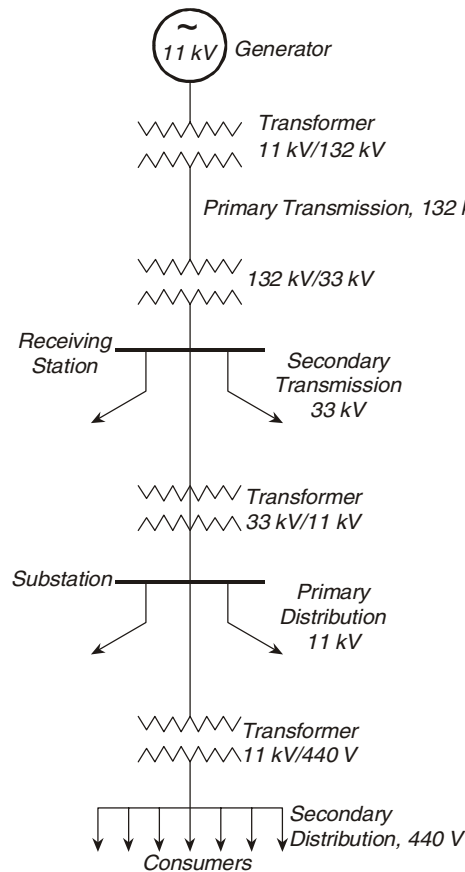 ~
11 kV
Generator
Transformer
11 kV/132 kV
Primary Transmission, 132
132 kV/33 kV
Receiving
Station
Secondary
Transmission
33 kV
Transformer
33 kV/11 kV
Substation
Primary
Distribution
11 kV
Transformer
11 kV/440 V
Secondary
Distribution, 440 V
Consumers